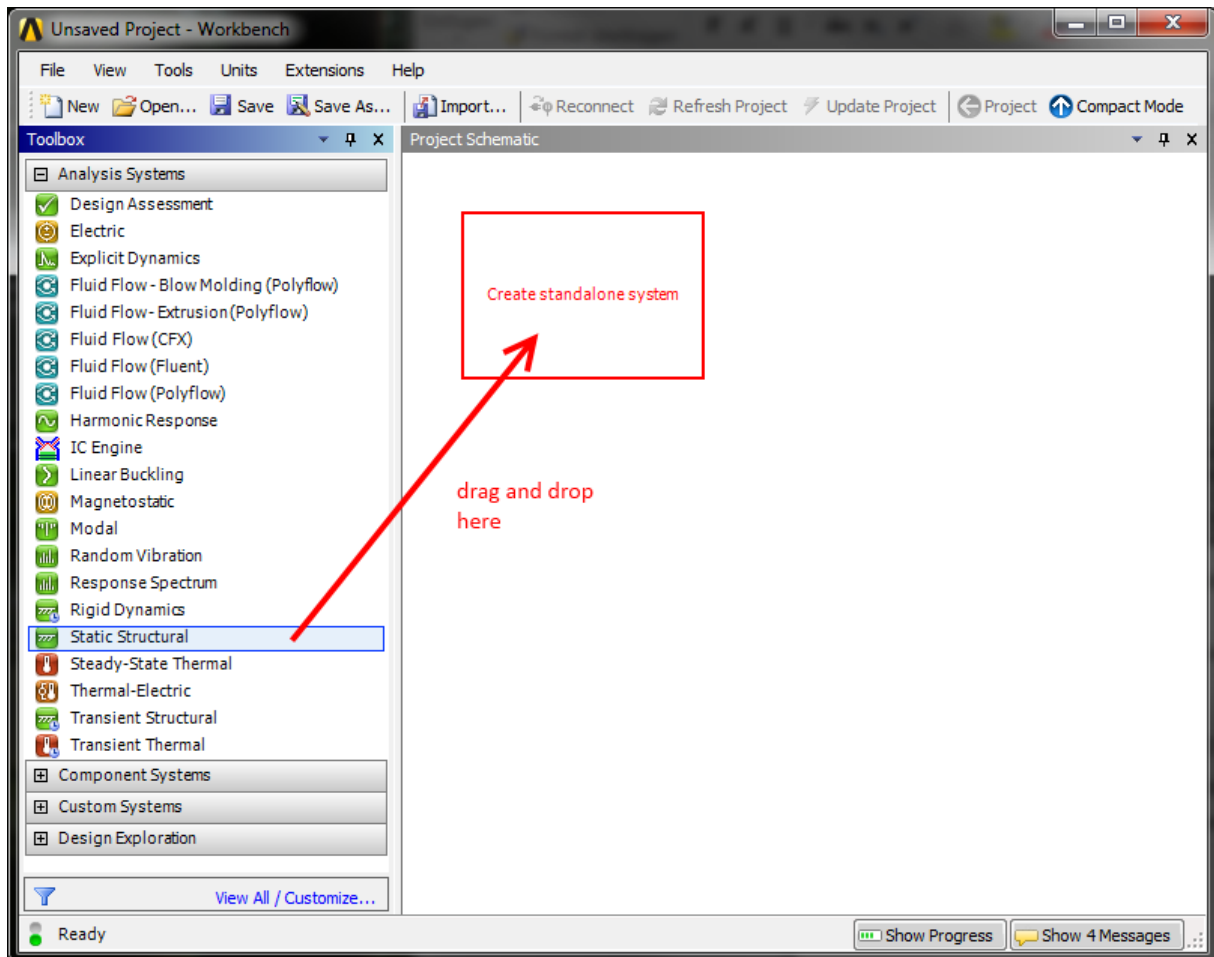 Unsaved Project - Workbench
File View Tools Units Extensions Help
New Open... Save Save As... Import... Reconnect Refresh Project Update Project Project Compact Mode
Toolbox
Project Schematic
Analysis Systems
Design Assessment
Electric
Explicit Dynamics
Fluid Flow - Blow Molding (Polyflow)
Fluid Flow - Extrusion (Polyflow)
Fluid Flow (CFX)
Fluid Flow (Fluent)
Fluid Flow (Polyflow)
Harmonic Response
IC Engine
Linear Buckling
Magnetostatic
Modal
Random Vibration
Response Spectrum
Rigid Dynamics
Static Structural
Steady-State Thermal
Thermal-Electric
Transient Structural
Transient Thermal
Component Systems
Custom Systems
Design Exploration
View All / Customize...
Create standalone system
drag and drop
here
Ready
Show Progress
Show 4 Messages